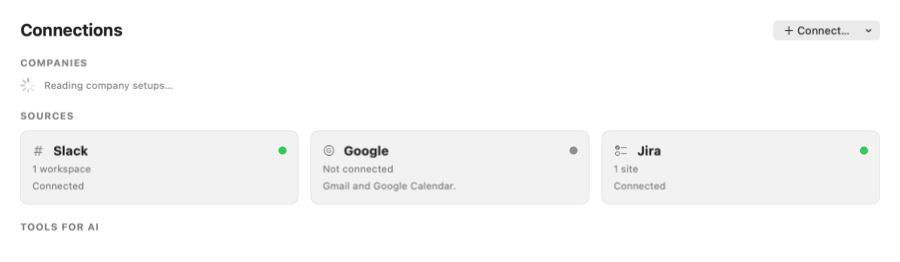 Connections
+ Connect...
COMPANIES
Reading company setups...
SOURCES
# Slack
1 workspace
Connected
Google
Not connected
Gmail and Google Calendar.
Jira
1 site
Connected
TOOLS FOR AI